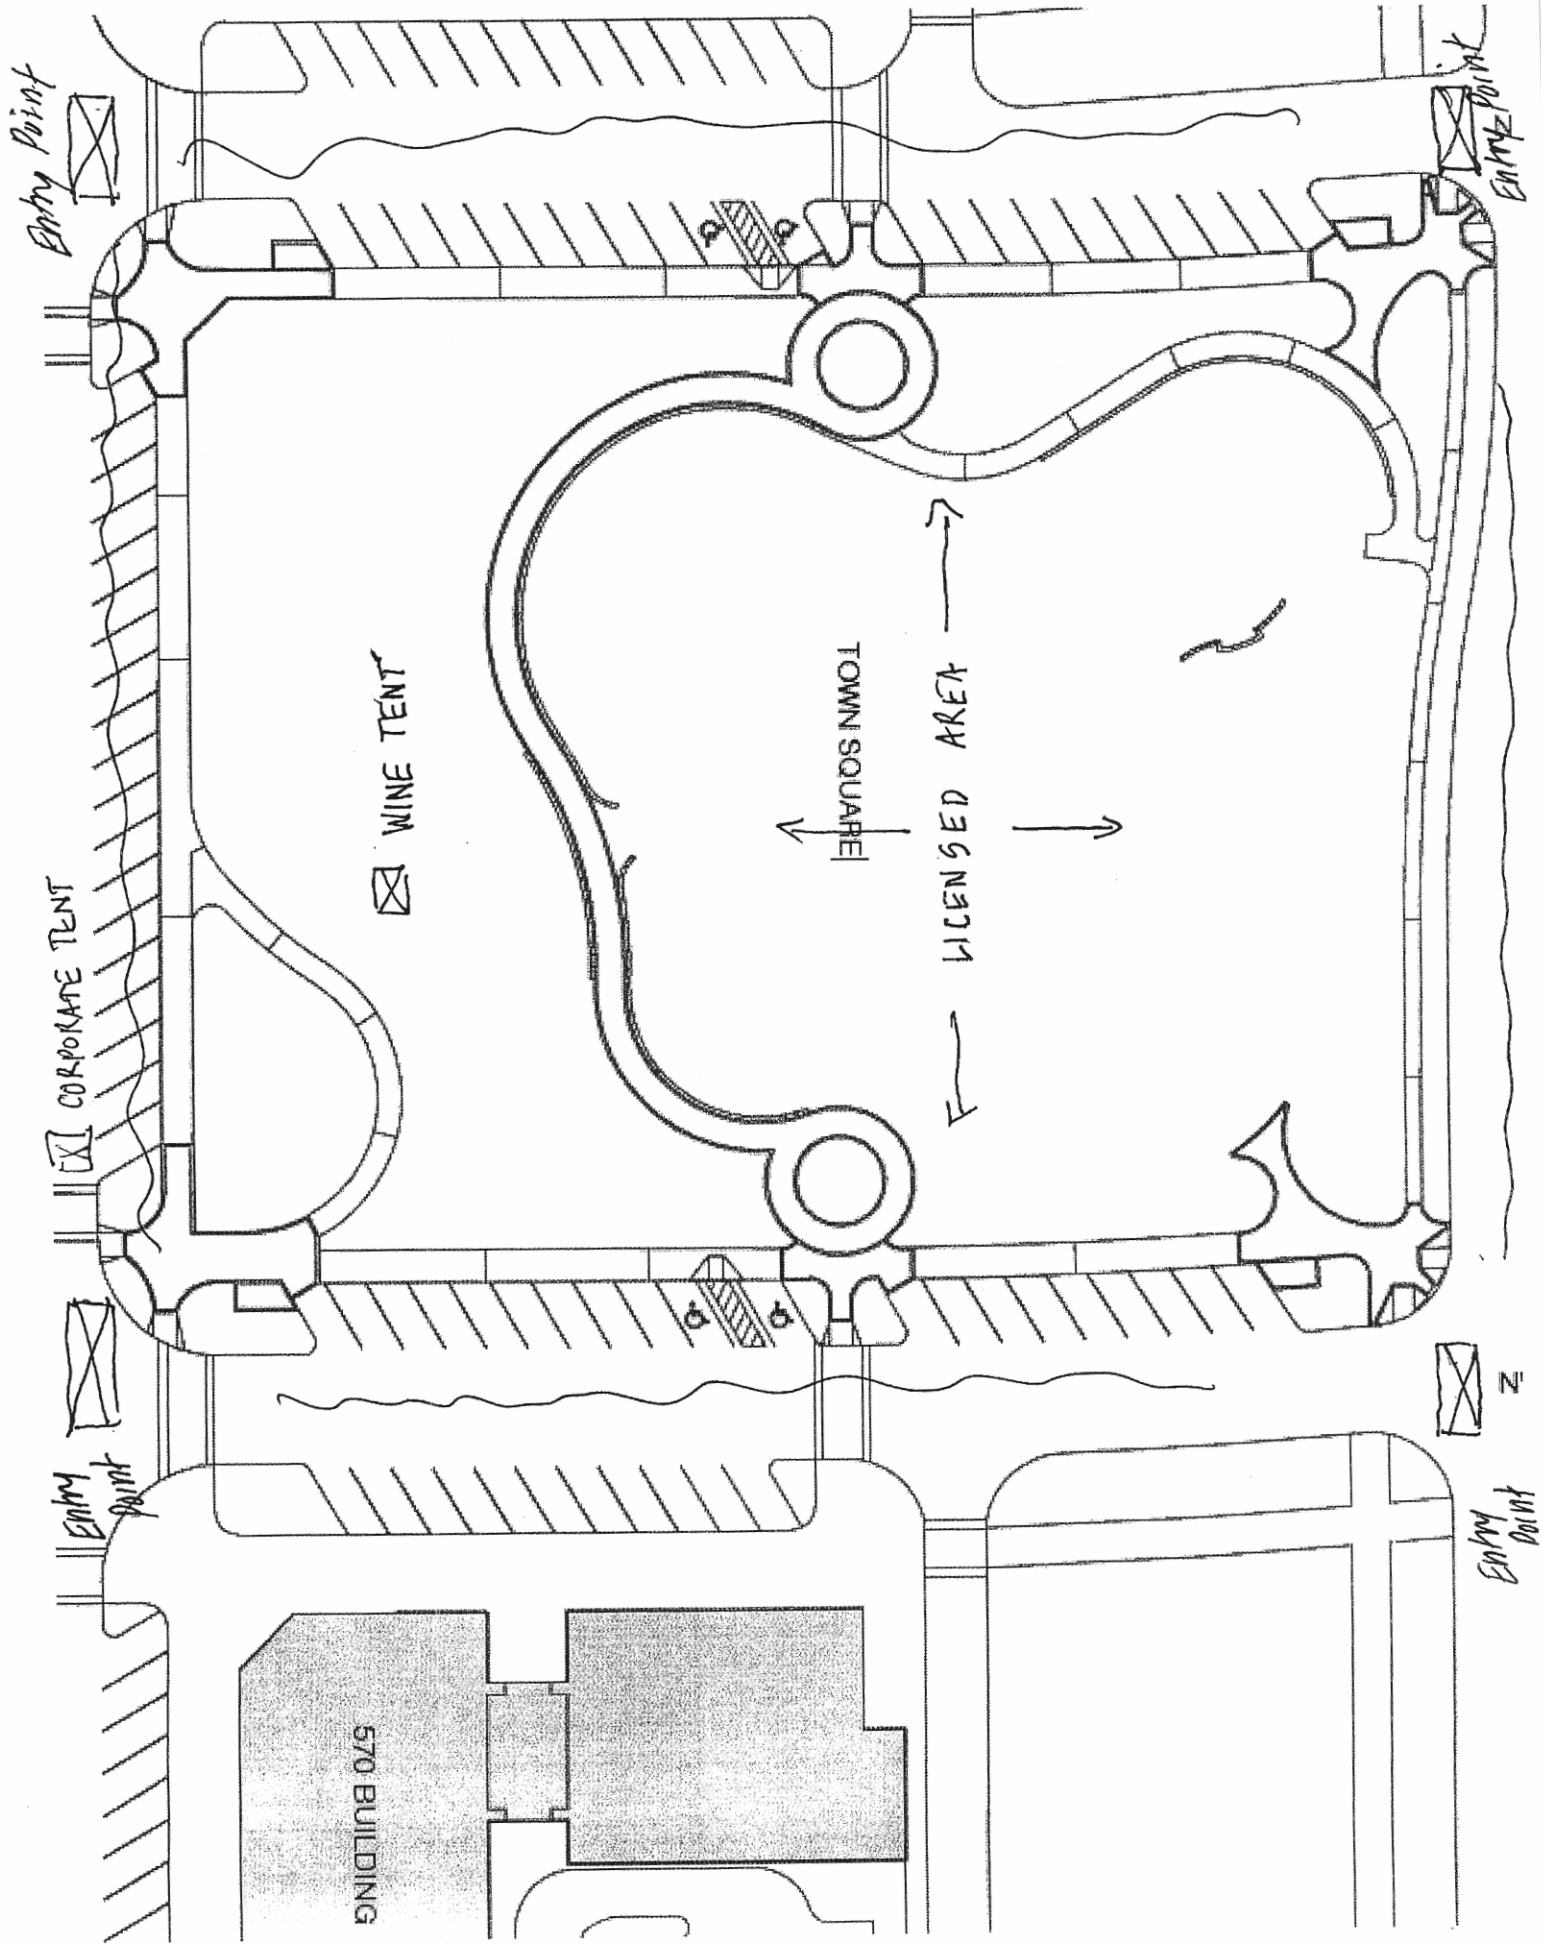 Entry Point
Entry Point
WINE TENT
TOWN SQUARE
LICENSED AREA
CORPORATE TENT
Entry
Point
Entry
Point
570 BUILDING